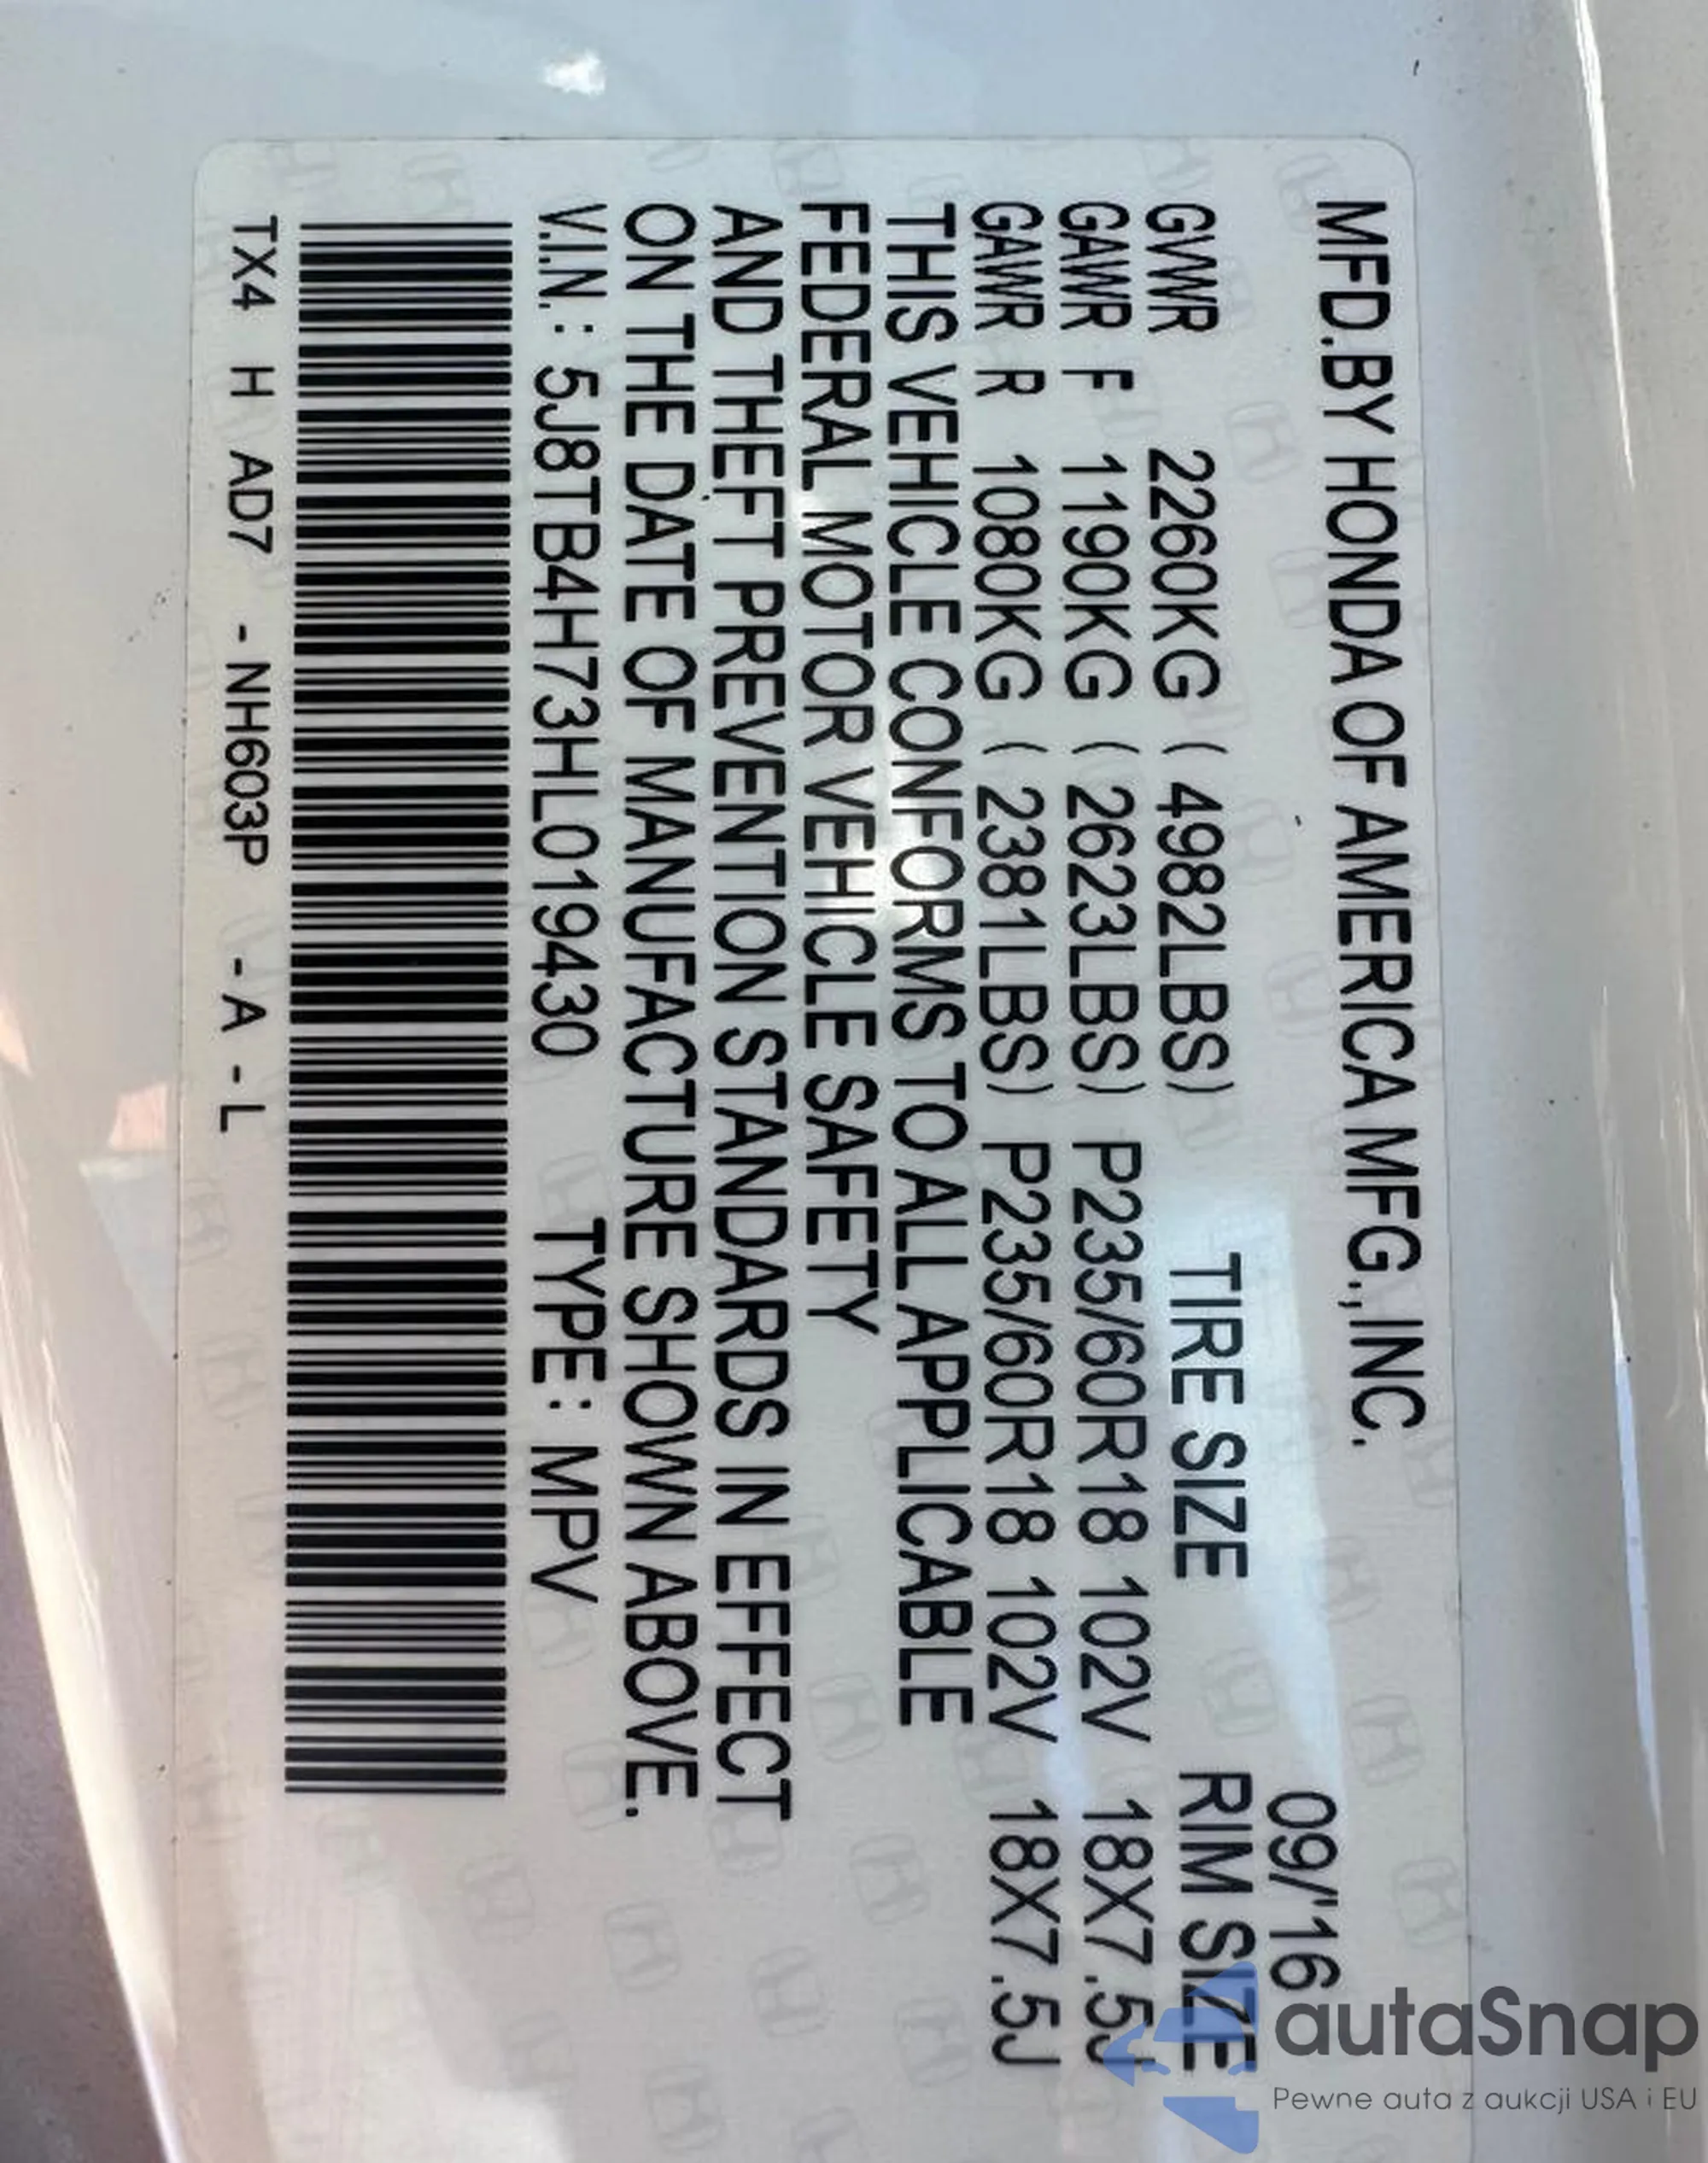 MFD.BY HONDA OF AMERICA MFG.,INC.
09/'16
TIRE SIZE RIM SIZE
GVWR 2260KG ( 4982LBS)
GAWR F 1190KG ( 2623LBS) P235/60R18 102V 18X7.5J
GAWR R 1080KG ( 2381LBS) P235/60R18 102V 18X7.5J
THIS VEHICLE CONFORMS TO ALL APPLICABLE
FEDERAL MOTOR VEHICLE SAFETY
AND THEFT PREVENTION STANDARDS IN EFFECT
ON THE DATE OF MANUFACTURE SHOWN ABOVE.
V.I.N.: 5J8TB4H73HL019430 TYPE: MPV
TX4 H AD7 - NH603P - A - L
autaSnap
Pewne auta z aukcji USA i EU